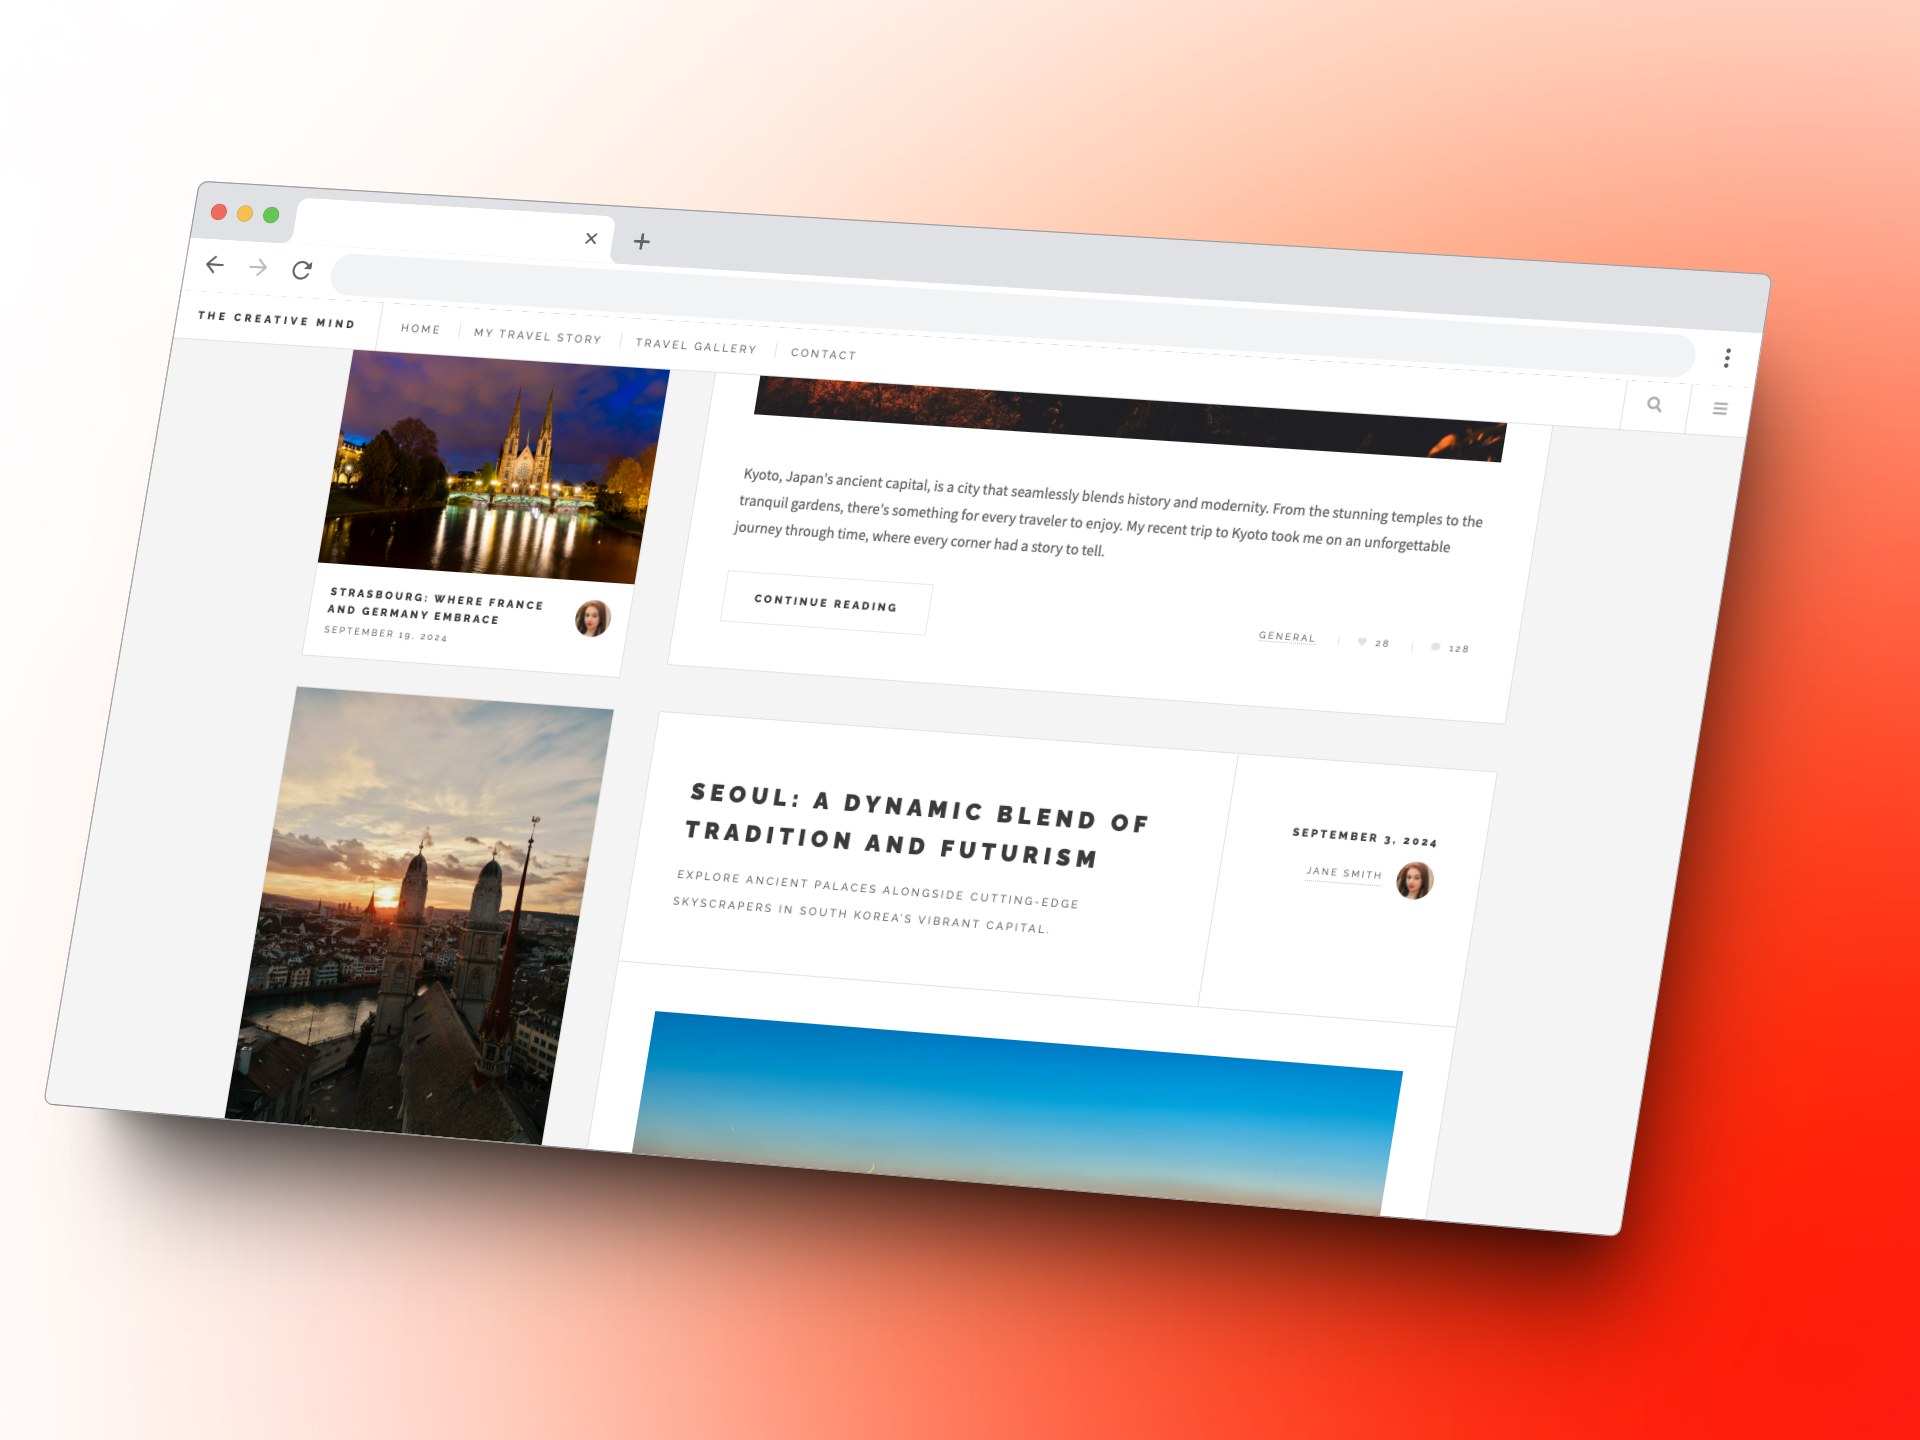 THE CREATIVE MIND
HOME
MY TRAVEL STORY
TRAVEL GALLERY
CONTACT
STRASBOURG: WHERE FRANCE
AND GERMANY EMBRACE
SEPTEMBER 19, 2024
Kyoto, Japan's ancient capital, is a city that seamlessly blends history and modernity. From the stunning temples to the
tranquil gardens, there's something for every traveler to enjoy. My recent trip to Kyoto took me on an unforgettable
journey through time, where every corner had a story to tell.
CONTINUE READING
GENERAL
28
128
SEOUL: A DYNAMIC BLEND OF
TRADITION AND FUTURISM
EXPLORE ANCIENT PALACES ALONGSIDE CUTTING-EDGE
SKYSCRAPERS IN SOUTH KOREA'S VIBRANT CAPITAL.
SEPTEMBER 3, 2024
JANE SMITH